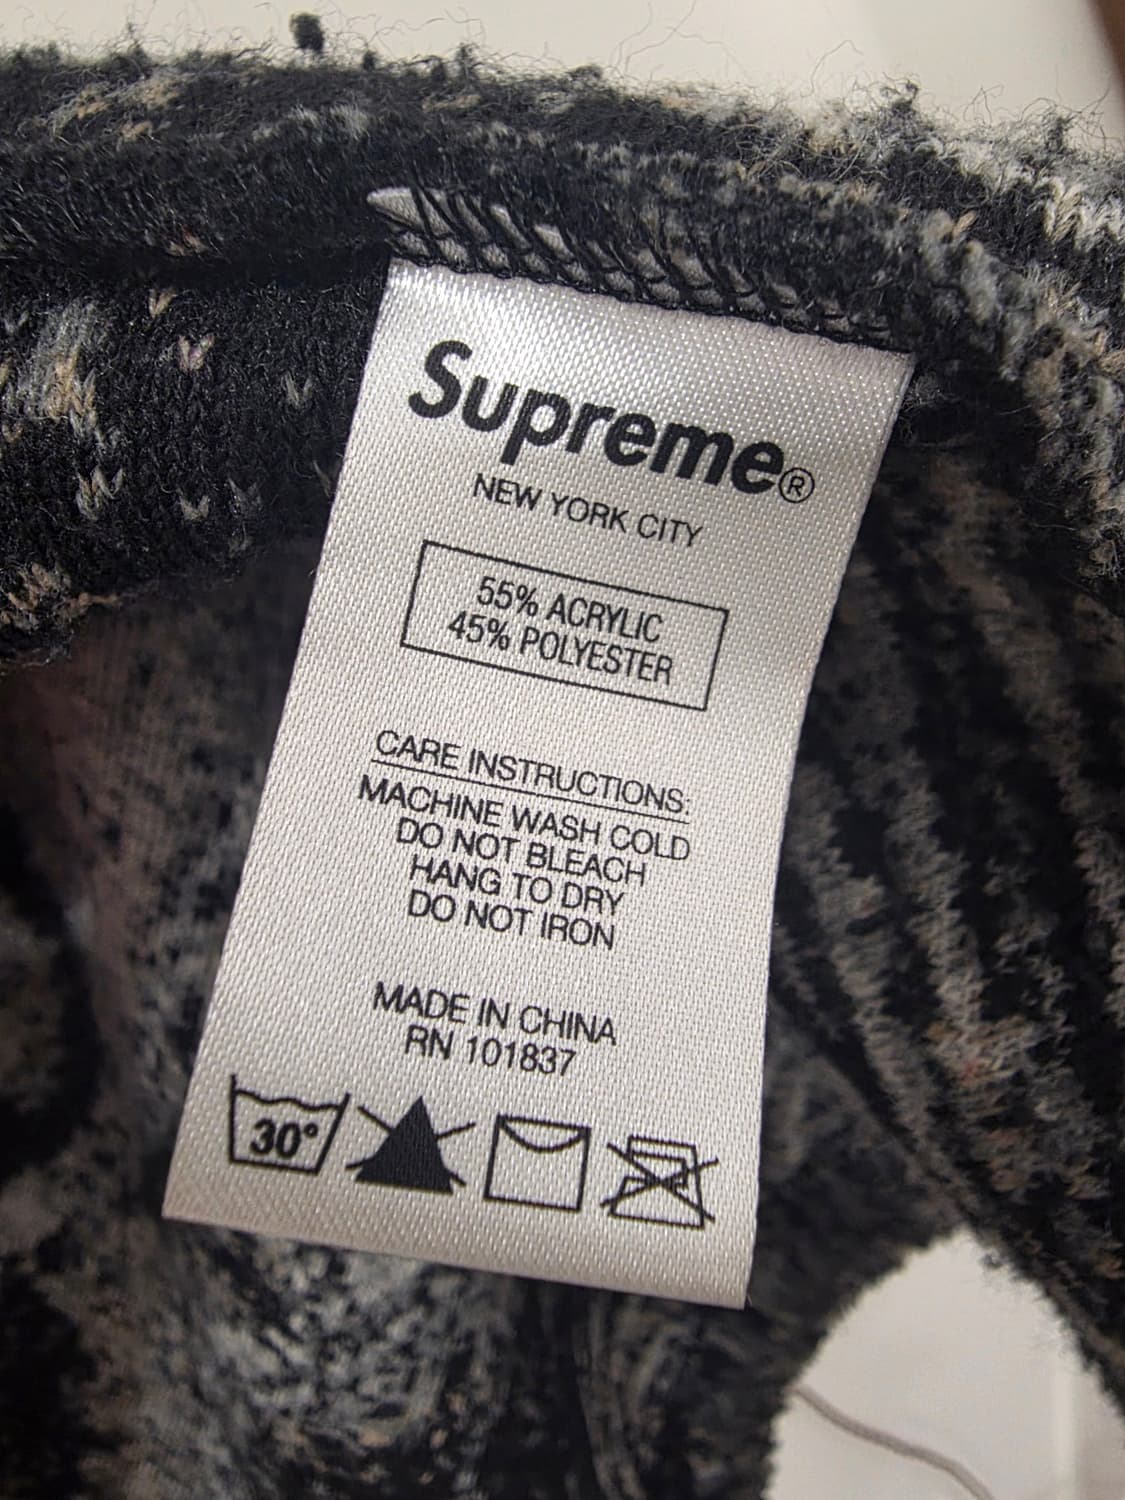 Supreme®
NEW YORK CITY
55% ACRYLIC
45% POLYESTER
CARE INSTRUCTIONS:
MACHINE WASH COLD
DO NOT BLEACH
HANG TO DRY
DO NOT IRON
MADE IN CHINA
RN 101837
30°